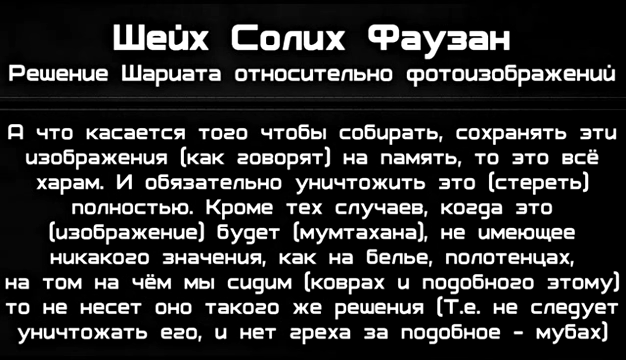 Шейх Солих Фаузан
Решение Шариата относительно фотоизображений
А что касается того чтобы собирать, сохранять эти
изображения (как говорят) на память, то это всё
харам. И обязательно уничтожить это (стереть)
полностью. Кроме тех случаев, когда это
(изображение) будет (мумтахана), не имеющее
никакого значения, как на белье, полотенцах,
на том на чём мы сидим (коврах и подобного этому)
то не несет оно такого же решения (Т.е. не следует
уничтожать его, и нет греха за подобное - мубах)